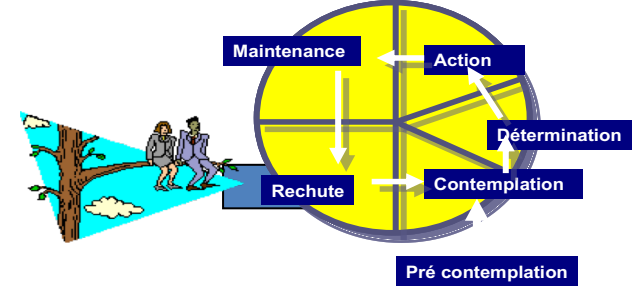 Maintenance
Action
Détermination
Rechute
Contemplation
Pré contemplation